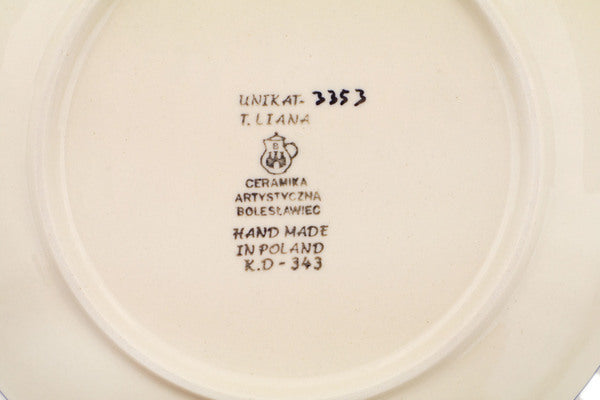 UNIKAT- 3353
T. LIANA
B
CERAMIKA
ARTYSTYCZNA
BOLESŁAWIEC
HAND MADE
IN POLAND
K.D - 343